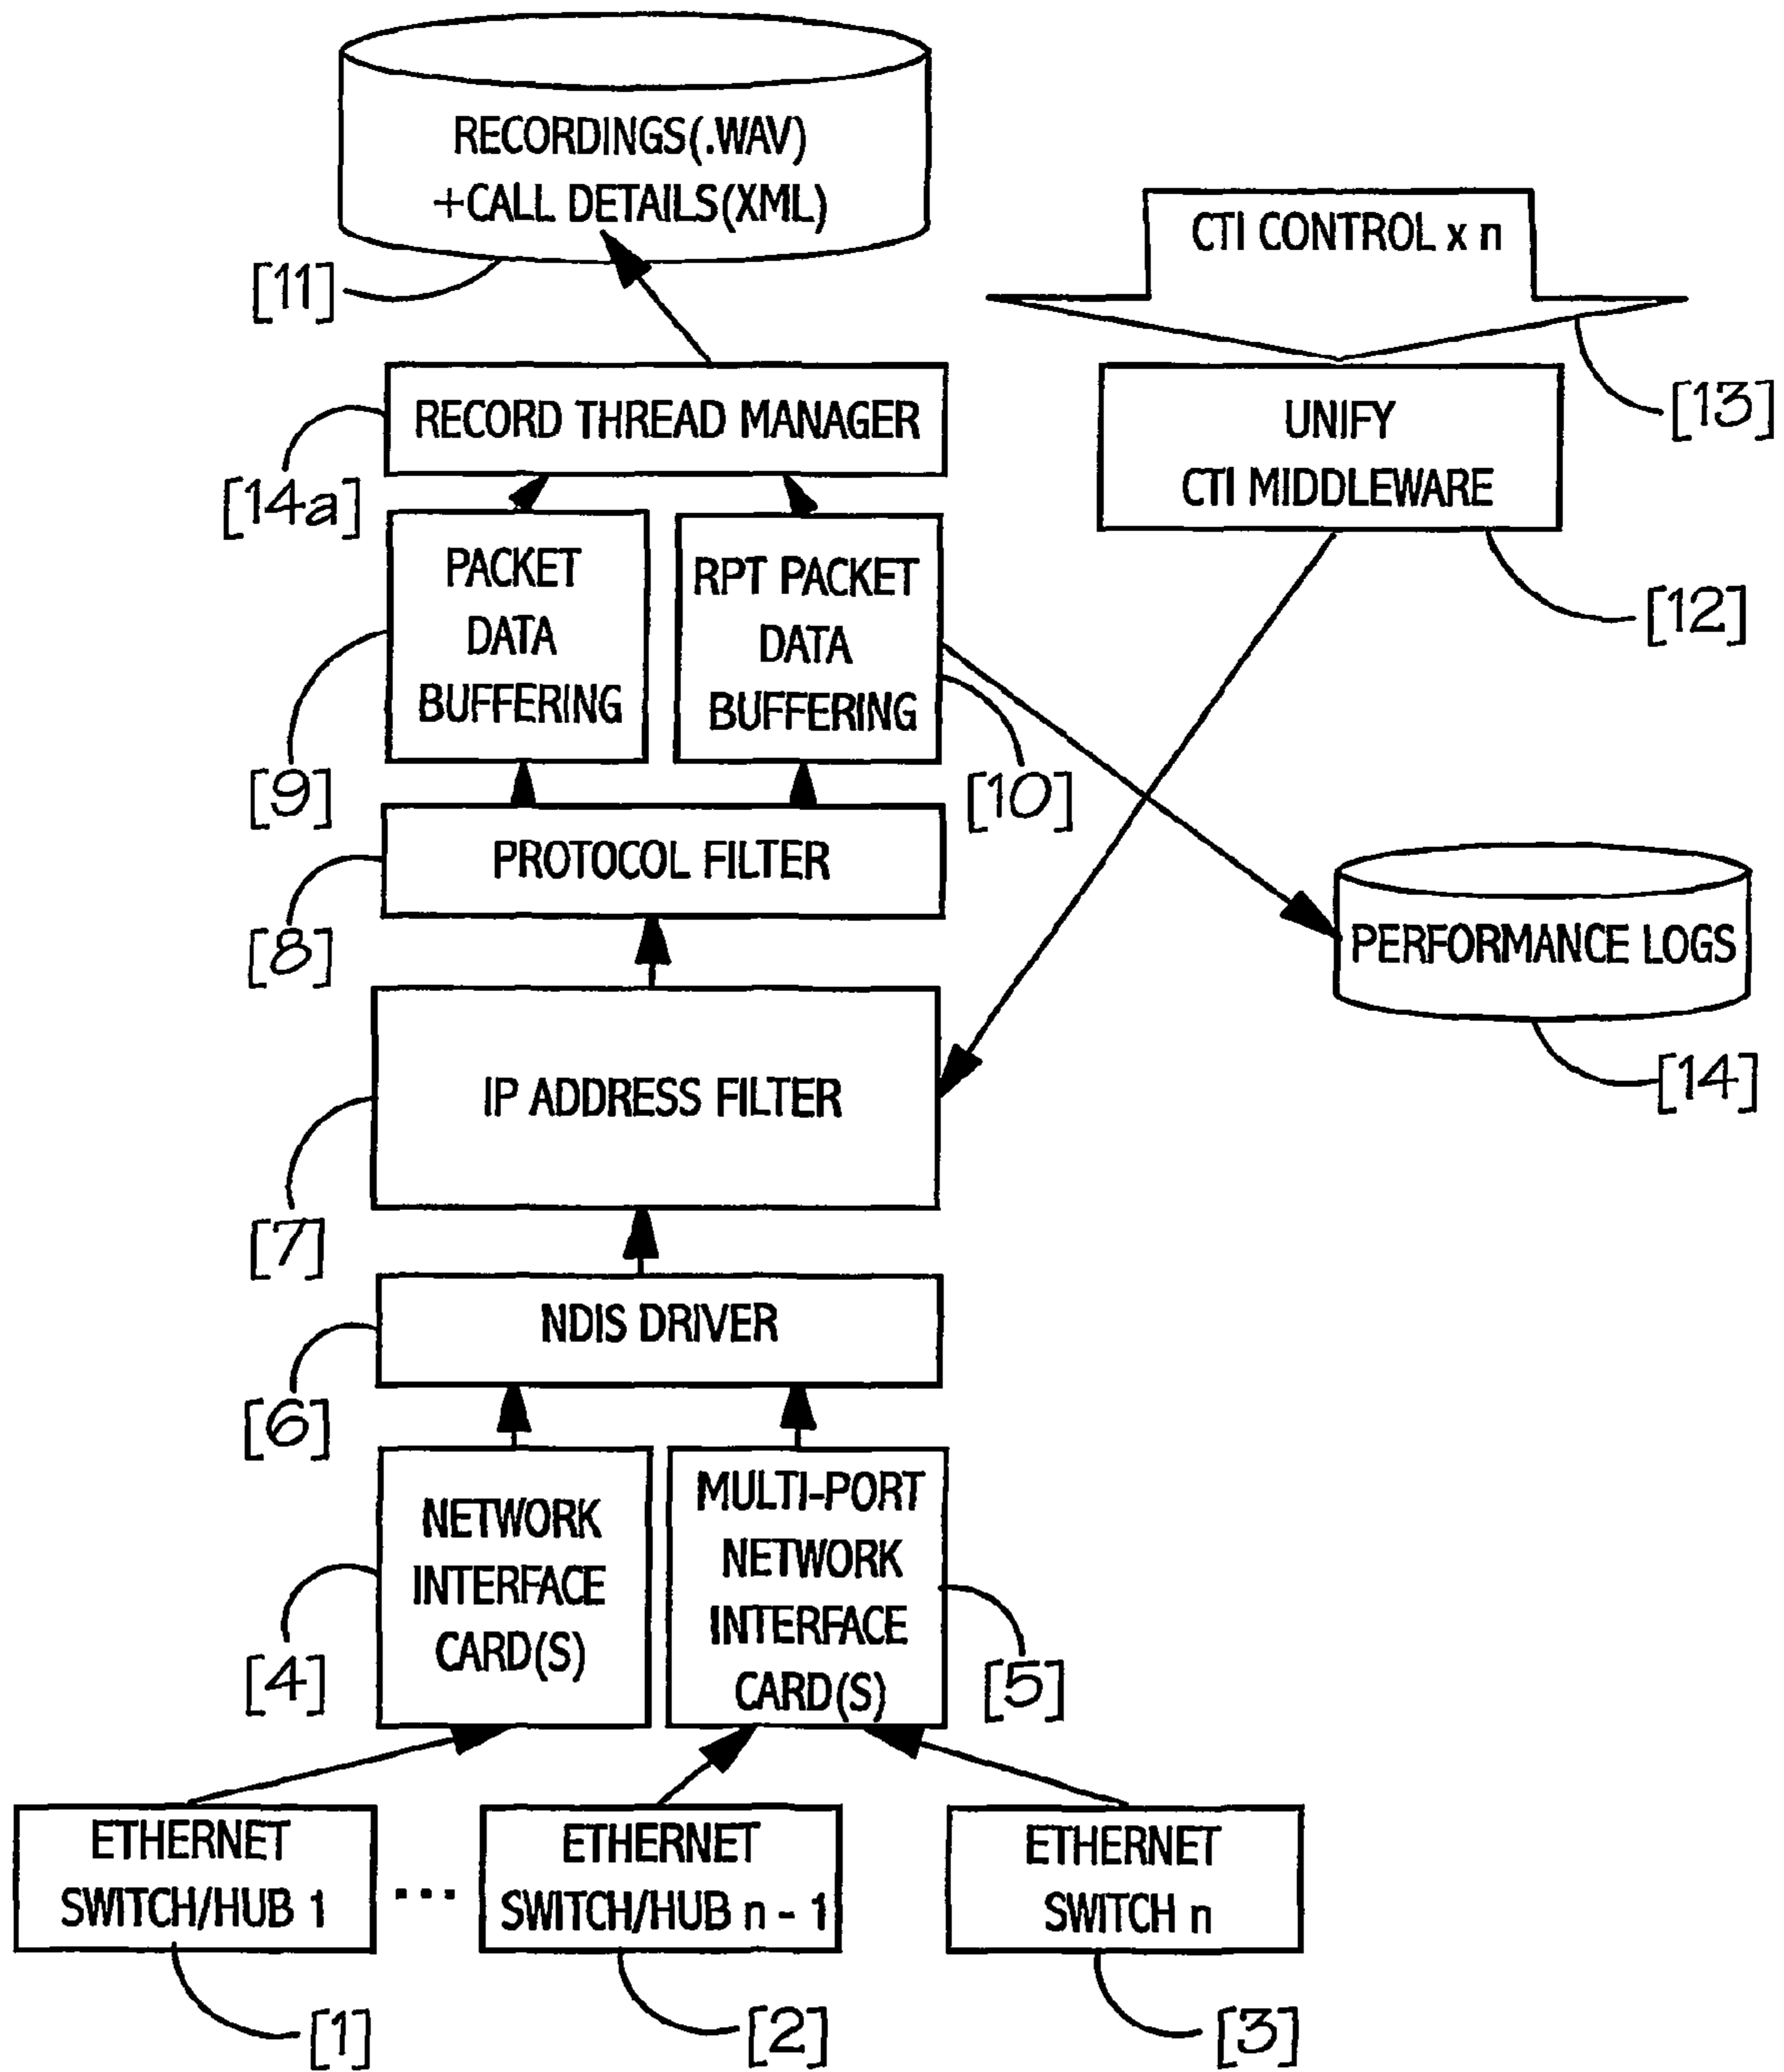 RECORDINGS(.WAV)
+CALL DETAILS(XML)
[11]
CTI CONTROL x n
[13]
RECORD THREAD MANAGER
[14a]
UNIFY
CTI MIDDLEWARE
[12]
PACKET
DATA
BUFFERING
[9]
RPT PACKET
DATA
BUFFERING
[10]
PROTOCOL FILTER
[8]
PERFORMANCE LOGS
[14]
IP ADDRESS FILTER
[7]
NDIS DRIVER
[6]
NETWORK
INTERFACE
CARD(S)
[4]
MULTI-PORT
NETWORK
INTERFACE
CARD(S)
[5]
ETHERNET
SWITCH/HUB 1
...
ETHERNET
SWITCH/HUB n - 1
ETHERNET
SWITCH n
[1]
[2]
[3]